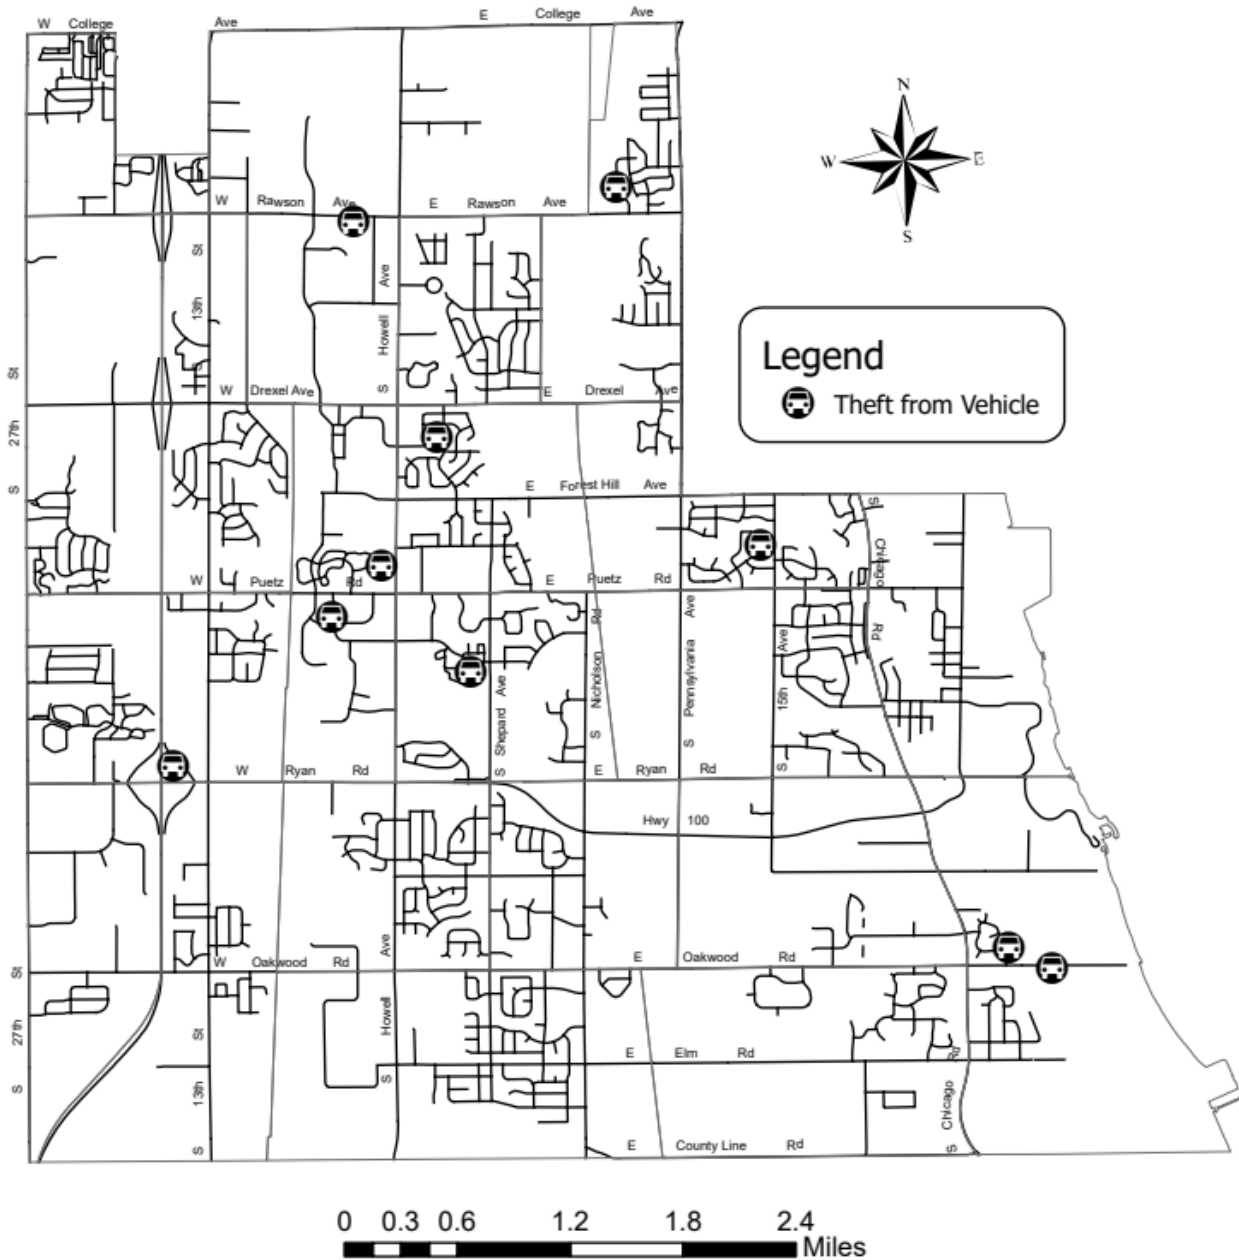 W College Ave E College Ave
N
W E
S
W Rawson Ave E Rawson Ave
S 13th St
S Howell Ave
Legend
Theft from Vehicle
W Drexel Ave E Drexel Ave
S 27th St
E Forest Hill Ave
S Chicago Rd
W Puetz Rd E Puetz Rd
S Shepard Ave
S Nicholson Rd
S Pennsylvania Ave
S 15th Ave
W Ryan Rd E Ryan Rd
Hwy 100
W Oakwood Rd E Oakwood Rd
S 27th St
S 13th St
S Howell Ave
E Elm Rd
S Chicago Rd
E County Line Rd
0 0.3 0.6 1.2 1.8 2.4
Miles